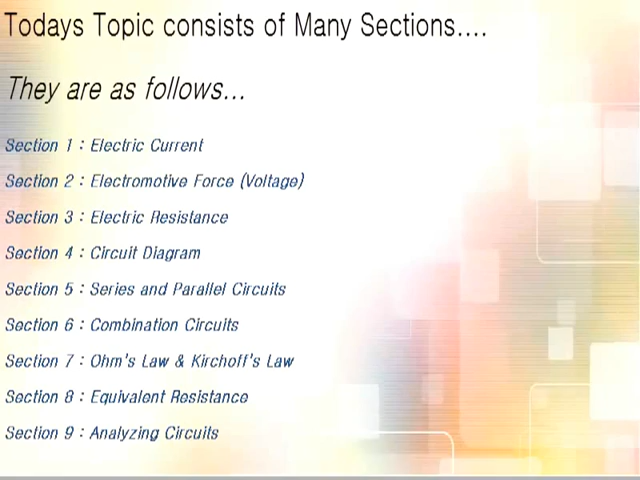 Todays Topic consists of Many Sections....
They are as follows...
Section 1 : Electric Current
Section 2 : Electromotive Force (Voltage)
Section 3 : Electric Resistance
Section 4 : Circuit Diagram
Section 5 : Series and Parallel Circuits
Section 6 : Combination Circuits
Section 7 : Ohm's Law & Kirchoff's Law
Section 8 : Equivalent Resistance
Section 9 : Analyzing Circuits